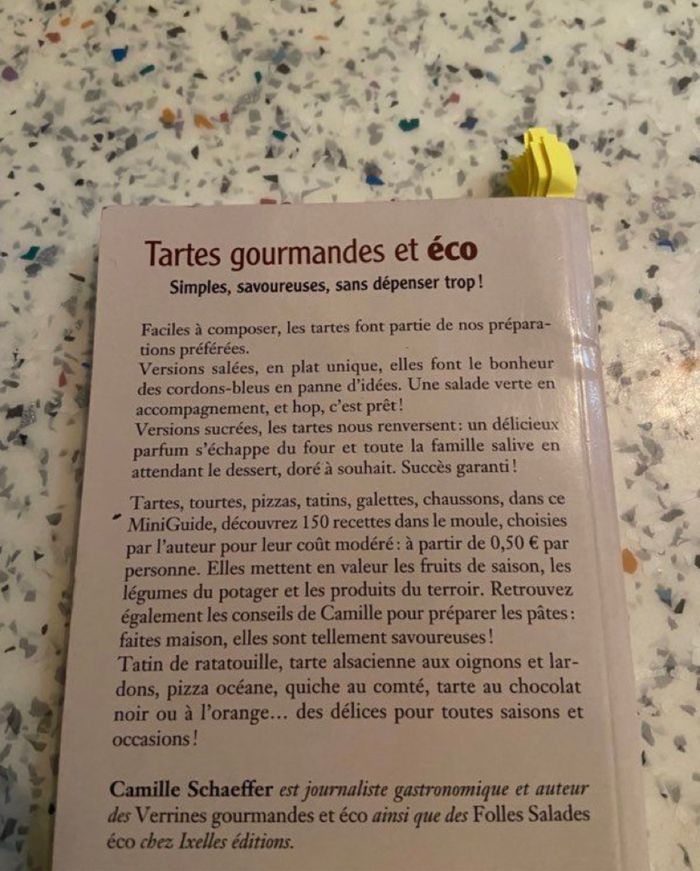 Tartes gourmandes et éco
Simples, savoureuses, sans dépenser trop !
Faciles à composer, les tartes font partie de nos prépara-
tions préférées.
Versions salées, en plat unique, elles font le bonheur
des cordons-bleus en panne d'idées. Une salade verte en
accompagnement, et hop, c'est prêt !
Versions sucrées, les tartes nous renversent : un délicieux
parfum s'échappe du four et toute la famille salive en
attendant le dessert, doré à souhait. Succès garanti !
Tartes, tourtes, pizzas, tatins, galettes, chaussons, dans ce
MiniGuide, découvrez 150 recettes dans le moule, choisies
par l'auteur pour leur coût modéré : à partir de 0,50 € par
personne. Elles mettent en valeur les fruits de saison, les
légumes du potager et les produits du terroir. Retrouvez
également les conseils de Camille pour préparer les pâtes :
faites maison, elles sont tellement savoureuses !
Tatin de ratatouille, tarte alsacienne aux oignons et lar-
dons, pizza océane, quiche au comté, tarte au chocolat
noir ou à l'orange... des délices pour toutes saisons et
occasions !
Camille Schaeffer est journaliste gastronomique et auteur
des Verrines gourmandes et éco ainsi que des Folles Salades
éco chez Ixelles éditions.